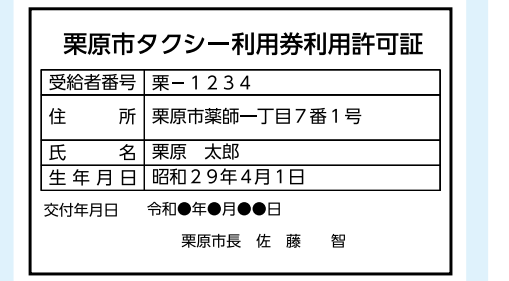 栗原市タクシー利用券利用許可証
受給者番号 栗－１２３４
住　　所 栗原市薬師一丁目７番１号
氏　　名 栗原　太郎
生年月日 昭和２９年４月１日
交付年月日　令和●年●月●●日
栗原市長　佐　藤　　智